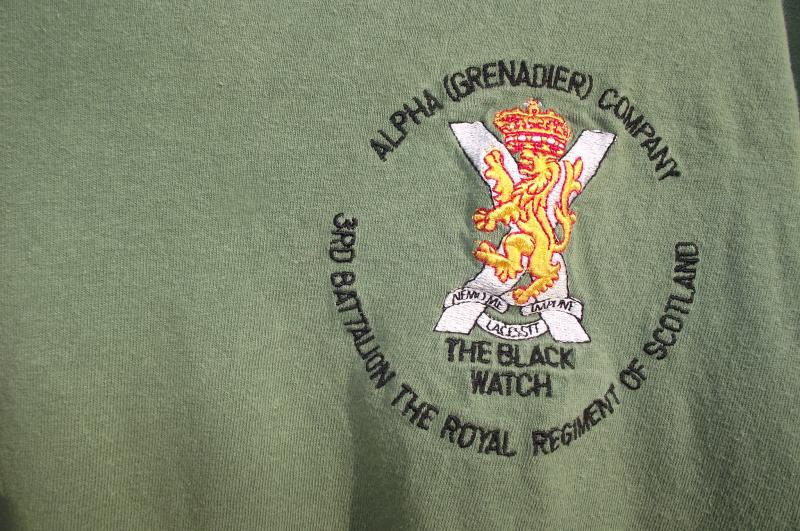 ALPHA (GRENADIER) COMPANY
NEMO ME IMPUNE
LACESSIT
THE BLACK
WATCH
3RD BATTALION THE ROYAL REGIMENT OF SCOTLAND